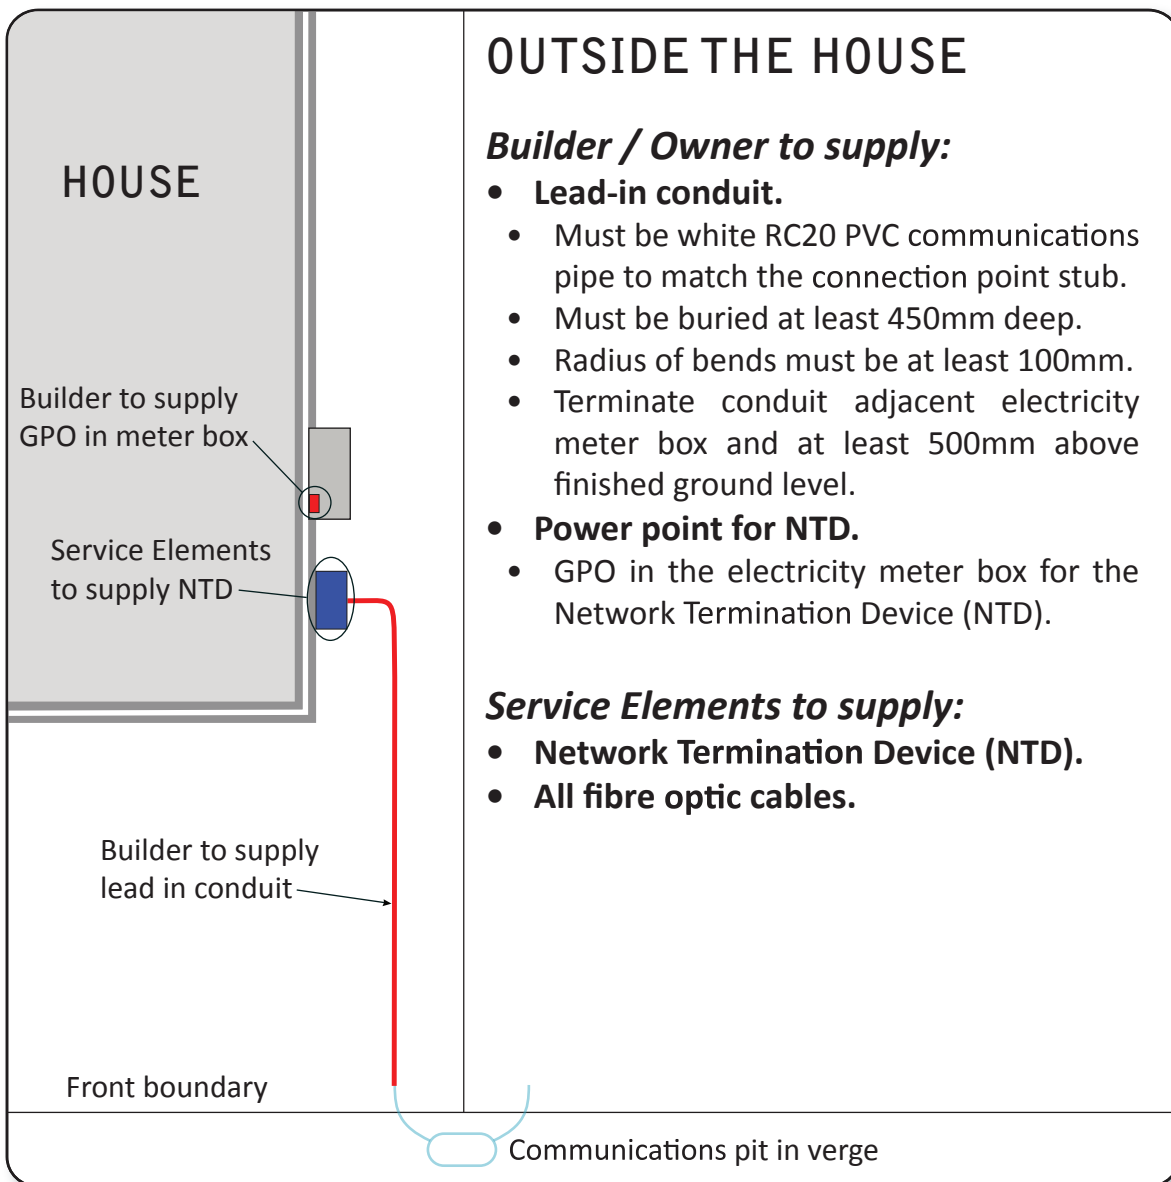 HOUSE
Builder to supply
GPO in meter box
Service Elements
to supply NTD
Builder to supply
lead in conduit
Front boundary
OUTSIDE THE HOUSE
Builder / Owner to supply:
• Lead-in conduit.
• Must be white RC20 PVC communications
pipe to match the connection point stub.
• Must be buried at least 450mm deep.
• Radius of bends must be at least 100mm.
• Terminate conduit adjacent electricity
meter box and at least 500mm above
finished ground level.
• Power point for NTD.
• GPO in the electricity meter box for the
Network Termination Device (NTD).
Service Elements to supply:
• Network Termination Device (NTD).
• All fibre optic cables.
Communications pit in verge